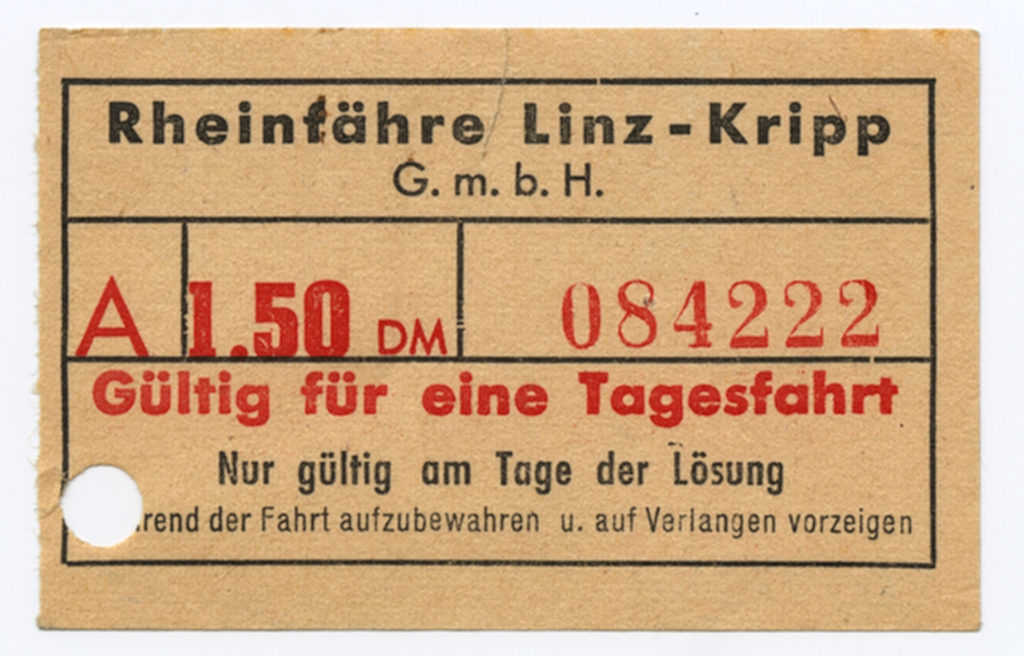 Rheinfähre Linz-Kripp
G. m. b. H.
A 1.50 DM 084222
Gültig für eine Tagesfahrt
Nur gültig am Tage der Lösung
der Fahrt aufzubewahren u. auf Verlangen vorzeigen